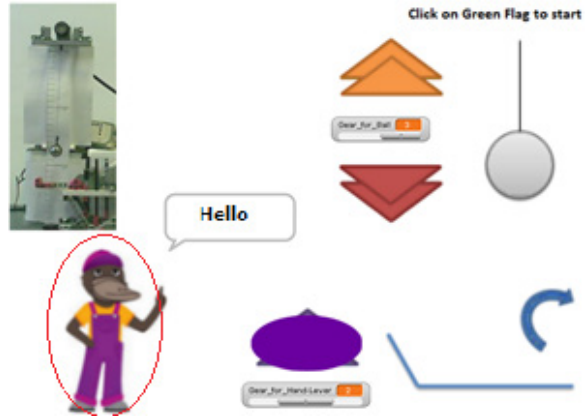 Click on Green Flag to start
Gear_for_Ball
Hello
Gear_for_Hand-Lever